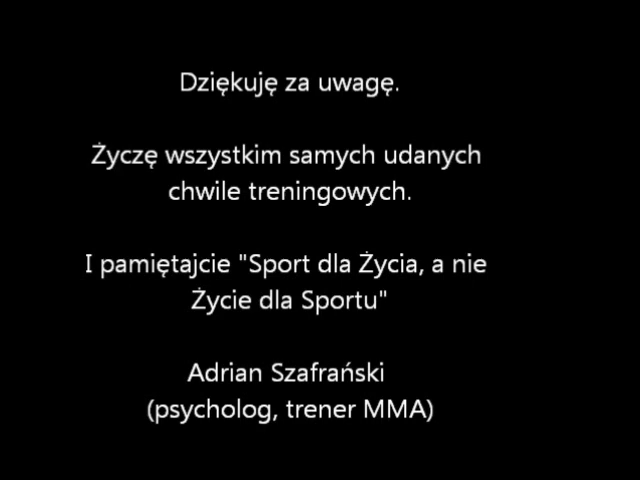 Dziękuję za uwagę.
Życzę wszystkim samych udanych
chwile treningowych.
I pamiętajcie "Sport dla Życia, a nie
Życie dla Sportu"
Adrian Szafrański
(psycholog, trener MMA)